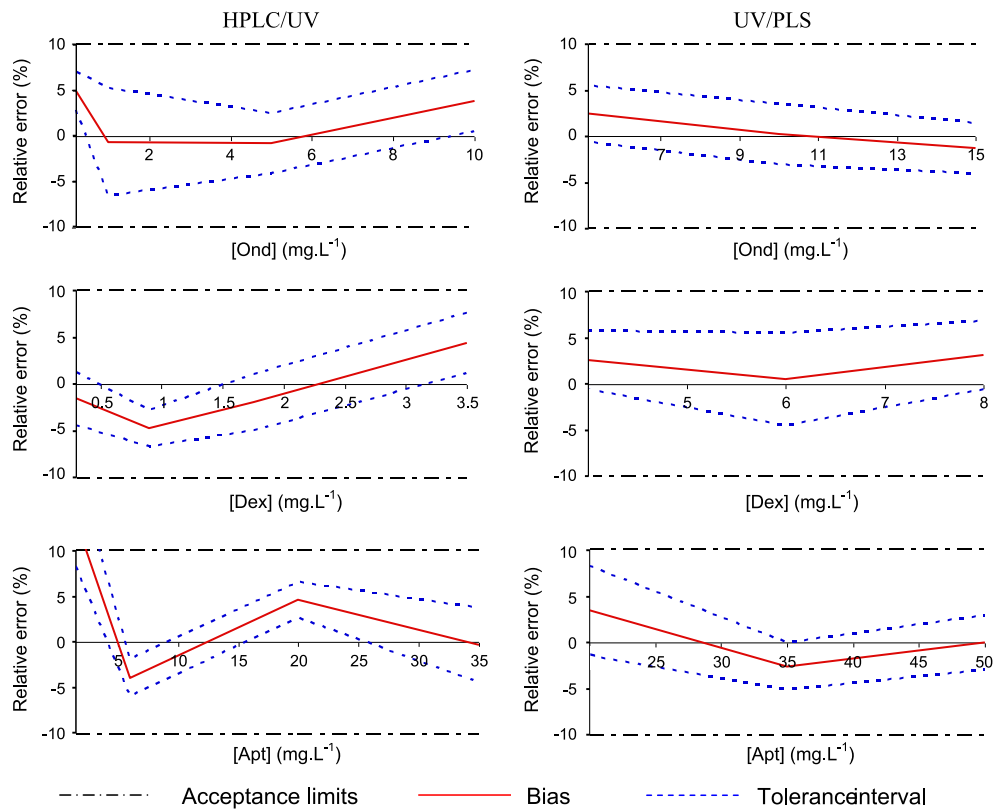 HPLC/UV UV/PLS
10 10
Relative error (%) Relative error (%)
5 5
0 0
2 4 6 8 10 7 9 11 13 15
-5 -5
-10 -10
[Ond] (mg.L-1) [Ond] (mg.L-1)
10 10
Relative error (%) Relative error (%)
5 5
0 0
0.5 1 1.5 2 2.5 3 3.5 5 6 7 8
-5 -5
-10 -10
[Dex] (mg.L-1) [Dex] (mg.L-1)
10 10
Relative error (%) Relative error (%)
5 5
0 0
5 10 15 20 25 30 35 25 30 35 40 45 50
-5 -5
-10 -10
[Apt] (mg.L-1) [Apt] (mg.L-1)
Acceptance limits Bias Toleranceinterval